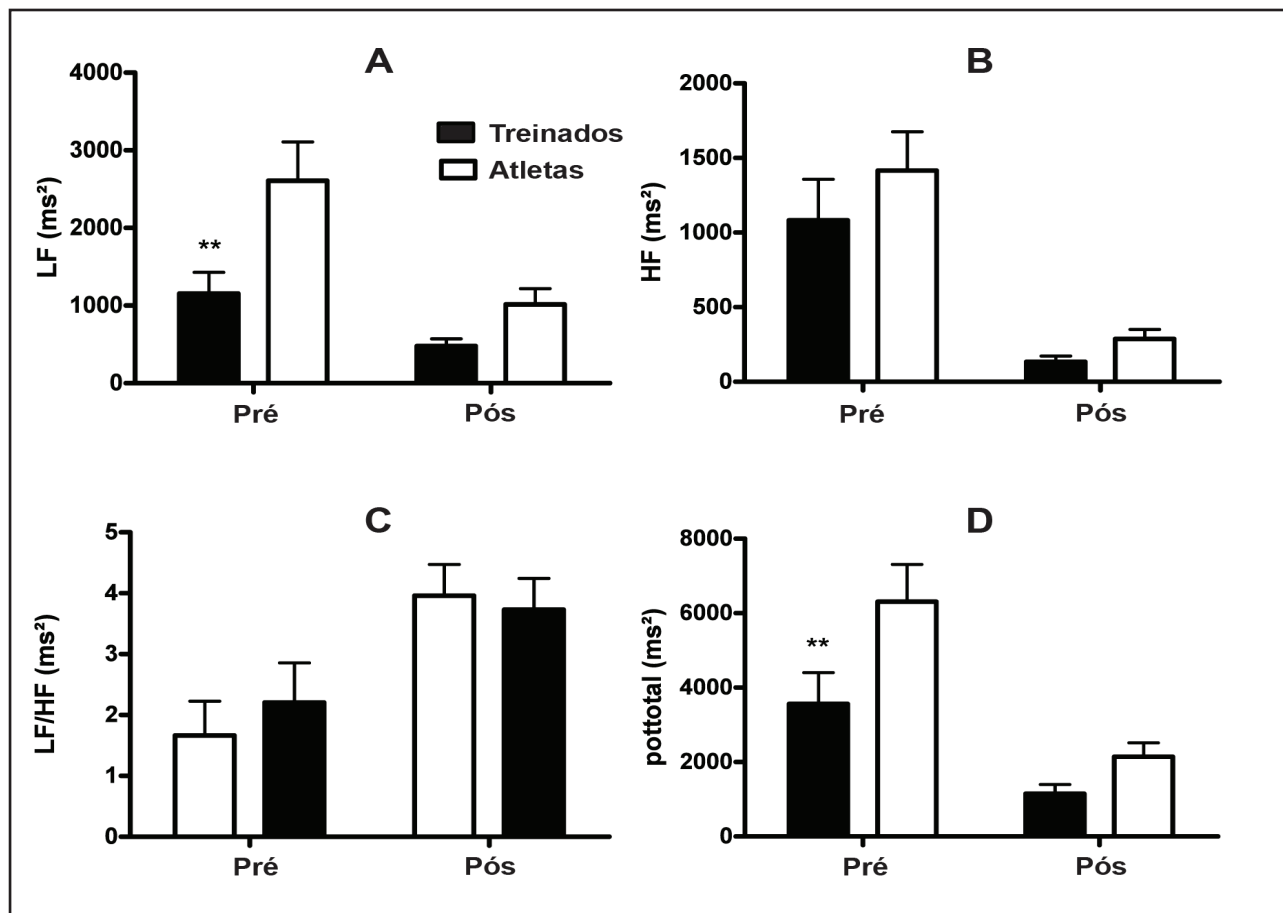 A
LF (ms²)
4000
3000
2000
1000
0
**
Treinados
Atletas
Pré
Pós
B
HF (ms²)
2000
1500
1000
500
0
Pré
Pós
C
LF/HF (ms²)
5
4
3
2
1
0
Pré
Pós
D
pottotal (ms²)
8000
6000
4000
2000
0
**
Pré
Pós